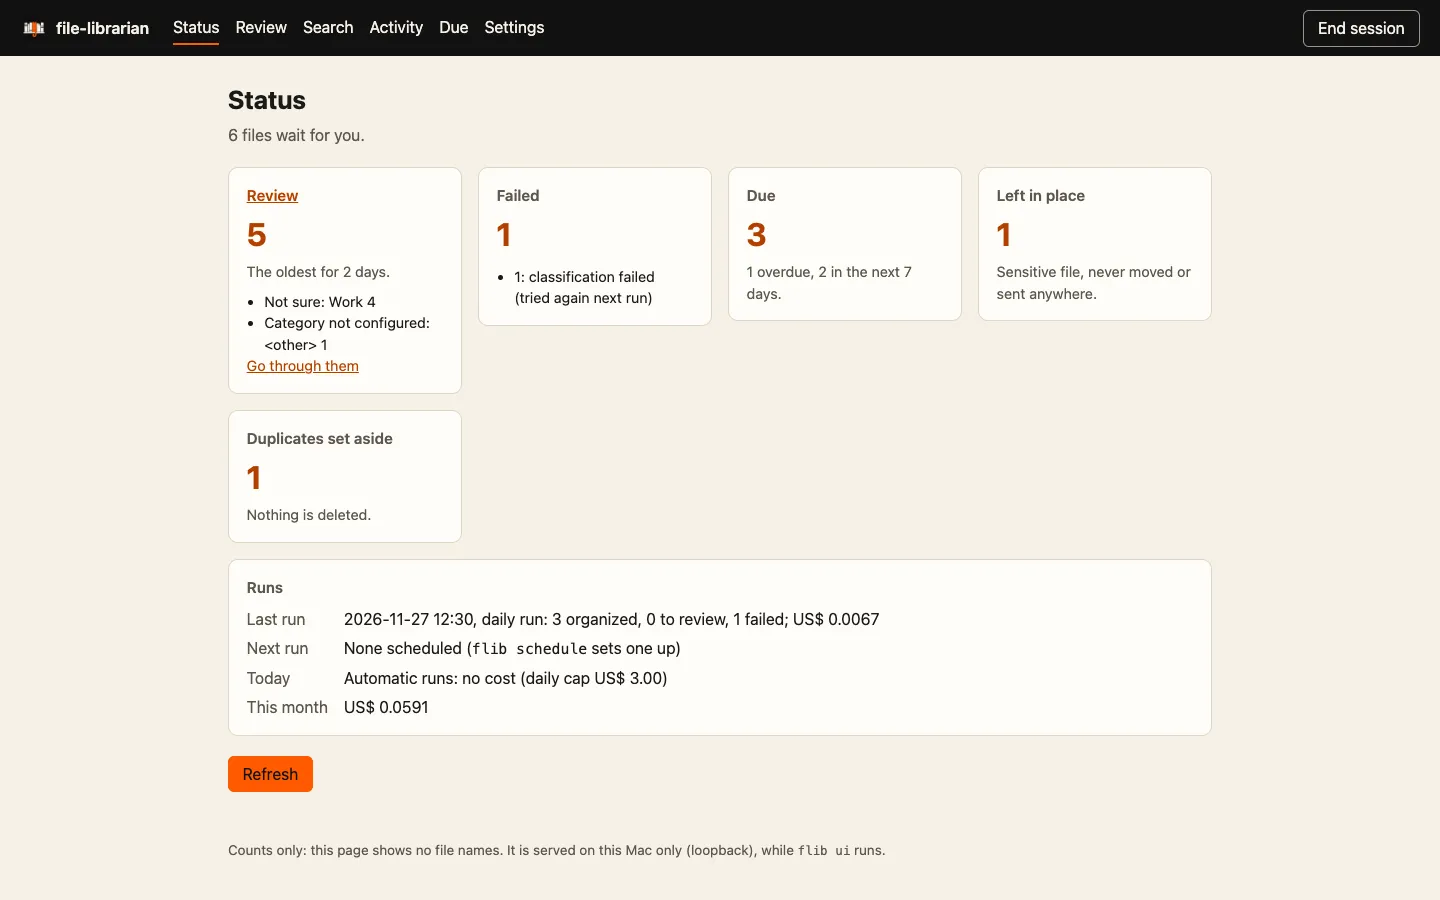 file-librarian Status Review Search Activity Due Settings End session
Status
6 files wait for you.
Review
5
The oldest for 2 days.
Not sure: Work 4
Category not configured:
<other> 1
Go through them
Failed
1
1: classification failed
(tried again next run)
Due
3
1 overdue, 2 in the next 7
days.
Left in place
1
Sensitive file, never moved or
sent anywhere.
Duplicates set aside
1
Nothing is deleted.
Runs
Last run 2026-11-27 12:30, daily run: 3 organized, 0 to review, 1 failed; US$ 0.0067
Next run None scheduled (flib schedule sets one up)
Today Automatic runs: no cost (daily cap US$ 3.00)
This month US$ 0.0591
Refresh
Counts only: this page shows no file names. It is served on this Mac only (loopback), while flib ui runs.